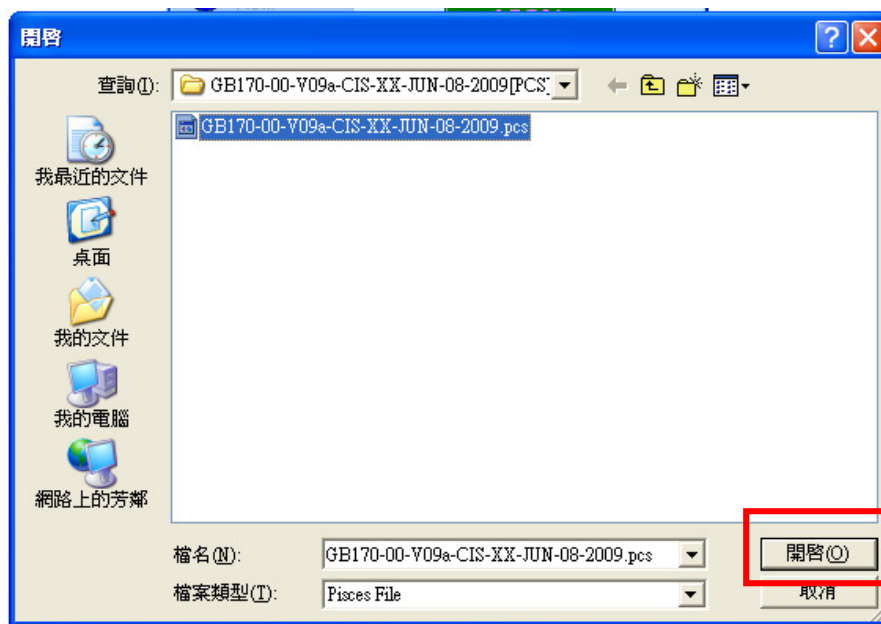 開啓
查詢(I):
GB170-00-V09a-CIS-XX-JUN-08-2009[PCS]
GB170-00-V09a-CIS-XX-JUN-08-2009.pcs
我最近的文件
桌面
我的文件
我的電腦
網路上的芳鄰
檔名(N):
GB170-00-V09a-CIS-XX-JUN-08-2009.pcs
開啓(O)
檔案類型(T):
Pisces File
取消